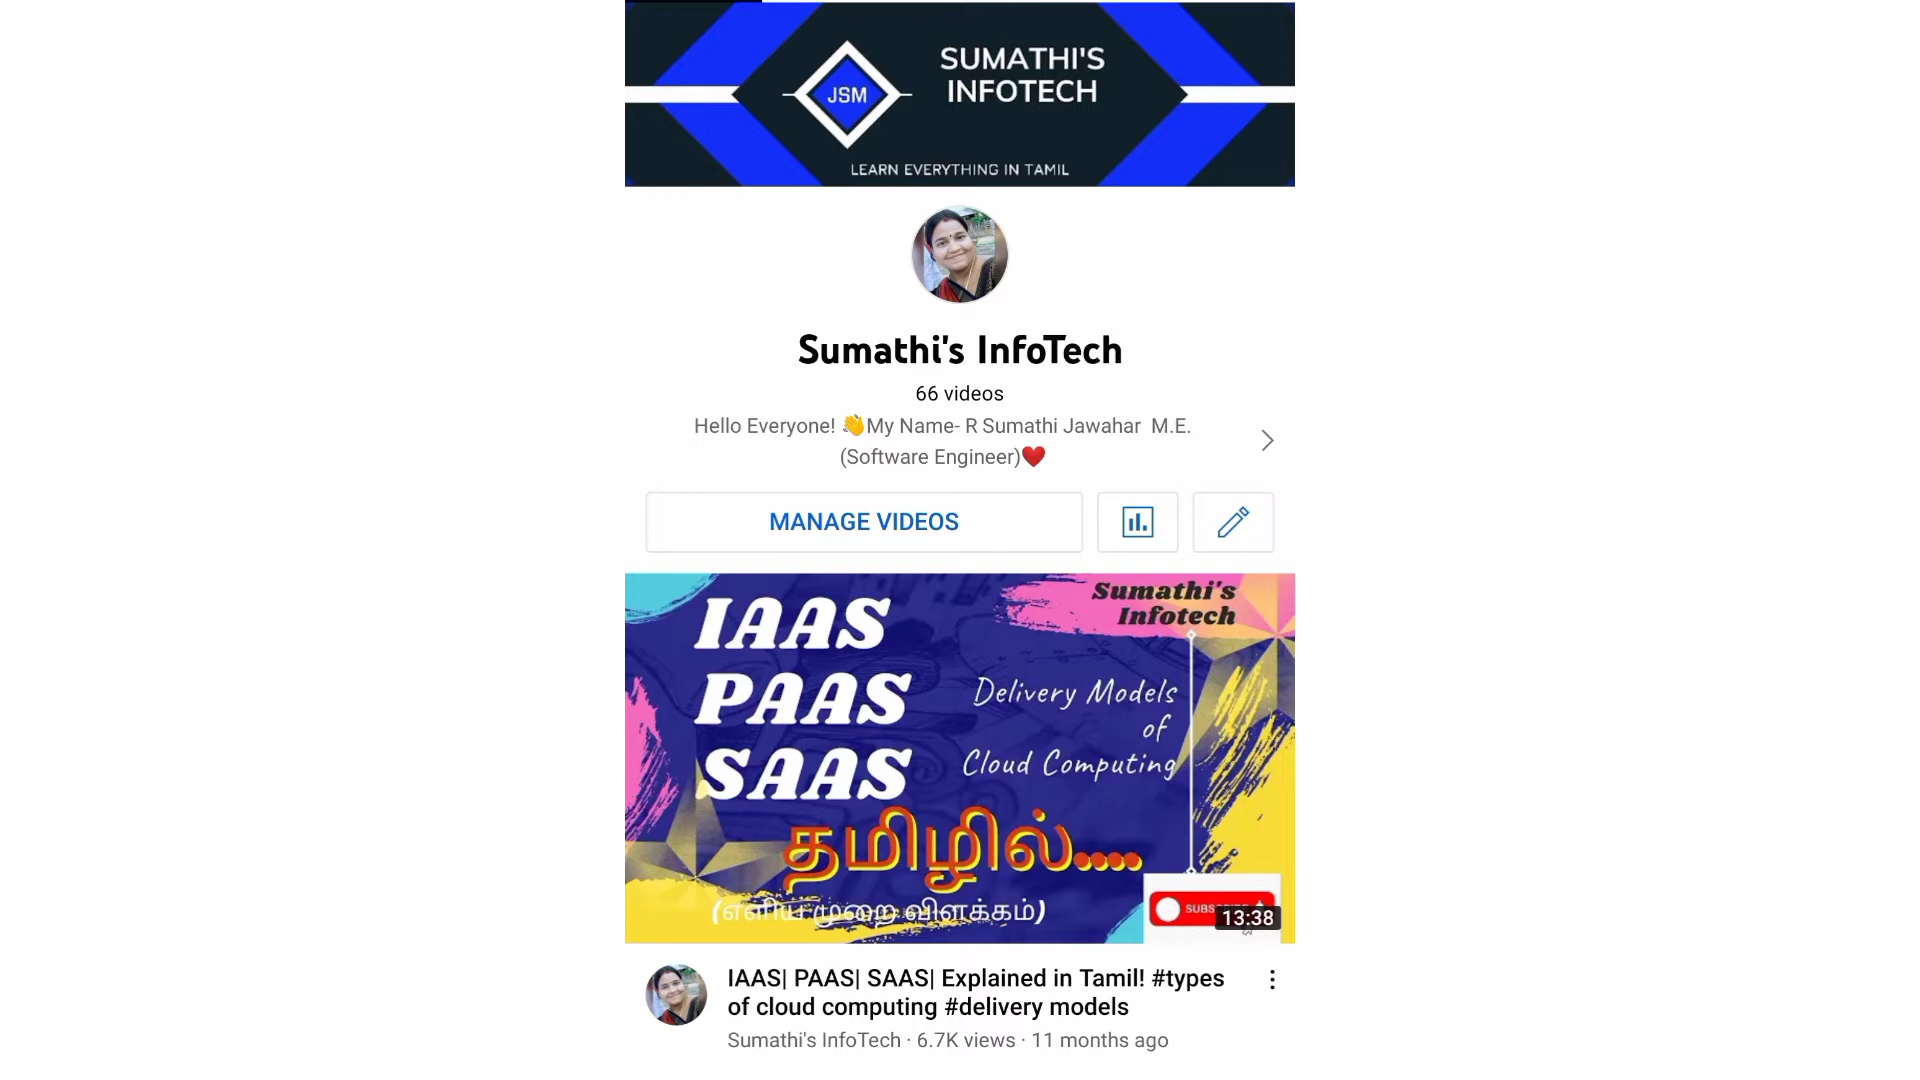 SUMATHI'S
INFOTECH
JSM
LEARN EVERYTHING IN TAMIL
Sumathi's InfoTech
66 videos
Hello Everyone! 👋My Name- R Sumathi Jawahar M.E.
(Software Engineer)❤️
MANAGE VIDEOS
Sumathi's
Infotech
IAAS
PAAS
SAAS
Delivery Models
of
Cloud Computing
தமிழில்....
(எளிய முறை விளக்கம்)
13:38
IAAS| PAAS| SAAS| Explained in Tamil! #types
of cloud computing #delivery models
Sumathi's InfoTech · 6.7K views · 11 months ago